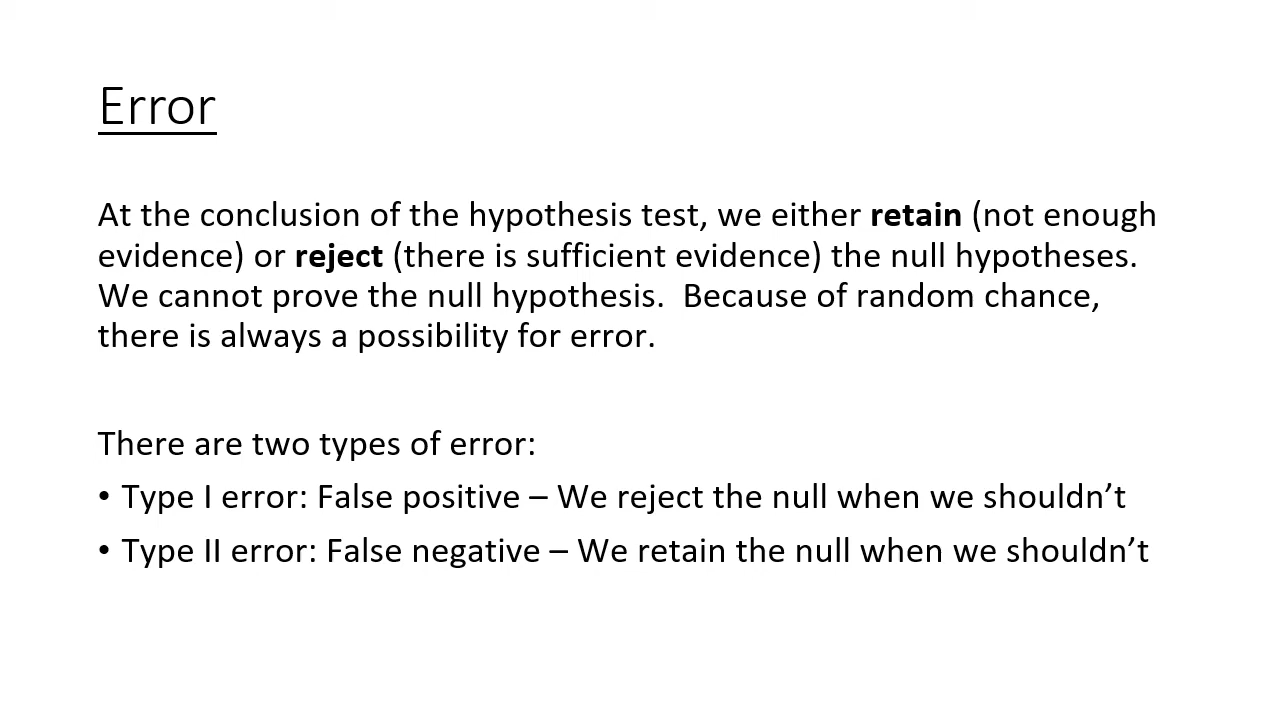 Error
At the conclusion of the hypothesis test, we either retain (not enough
evidence) or reject (there is sufficient evidence) the null hypotheses.
We cannot prove the null hypothesis.  Because of random chance,
there is always a possibility for error.
There are two types of error:
• Type I error: False positive – We reject the null when we shouldn’t
• Type II error: False negative – We retain the null when we shouldn’t